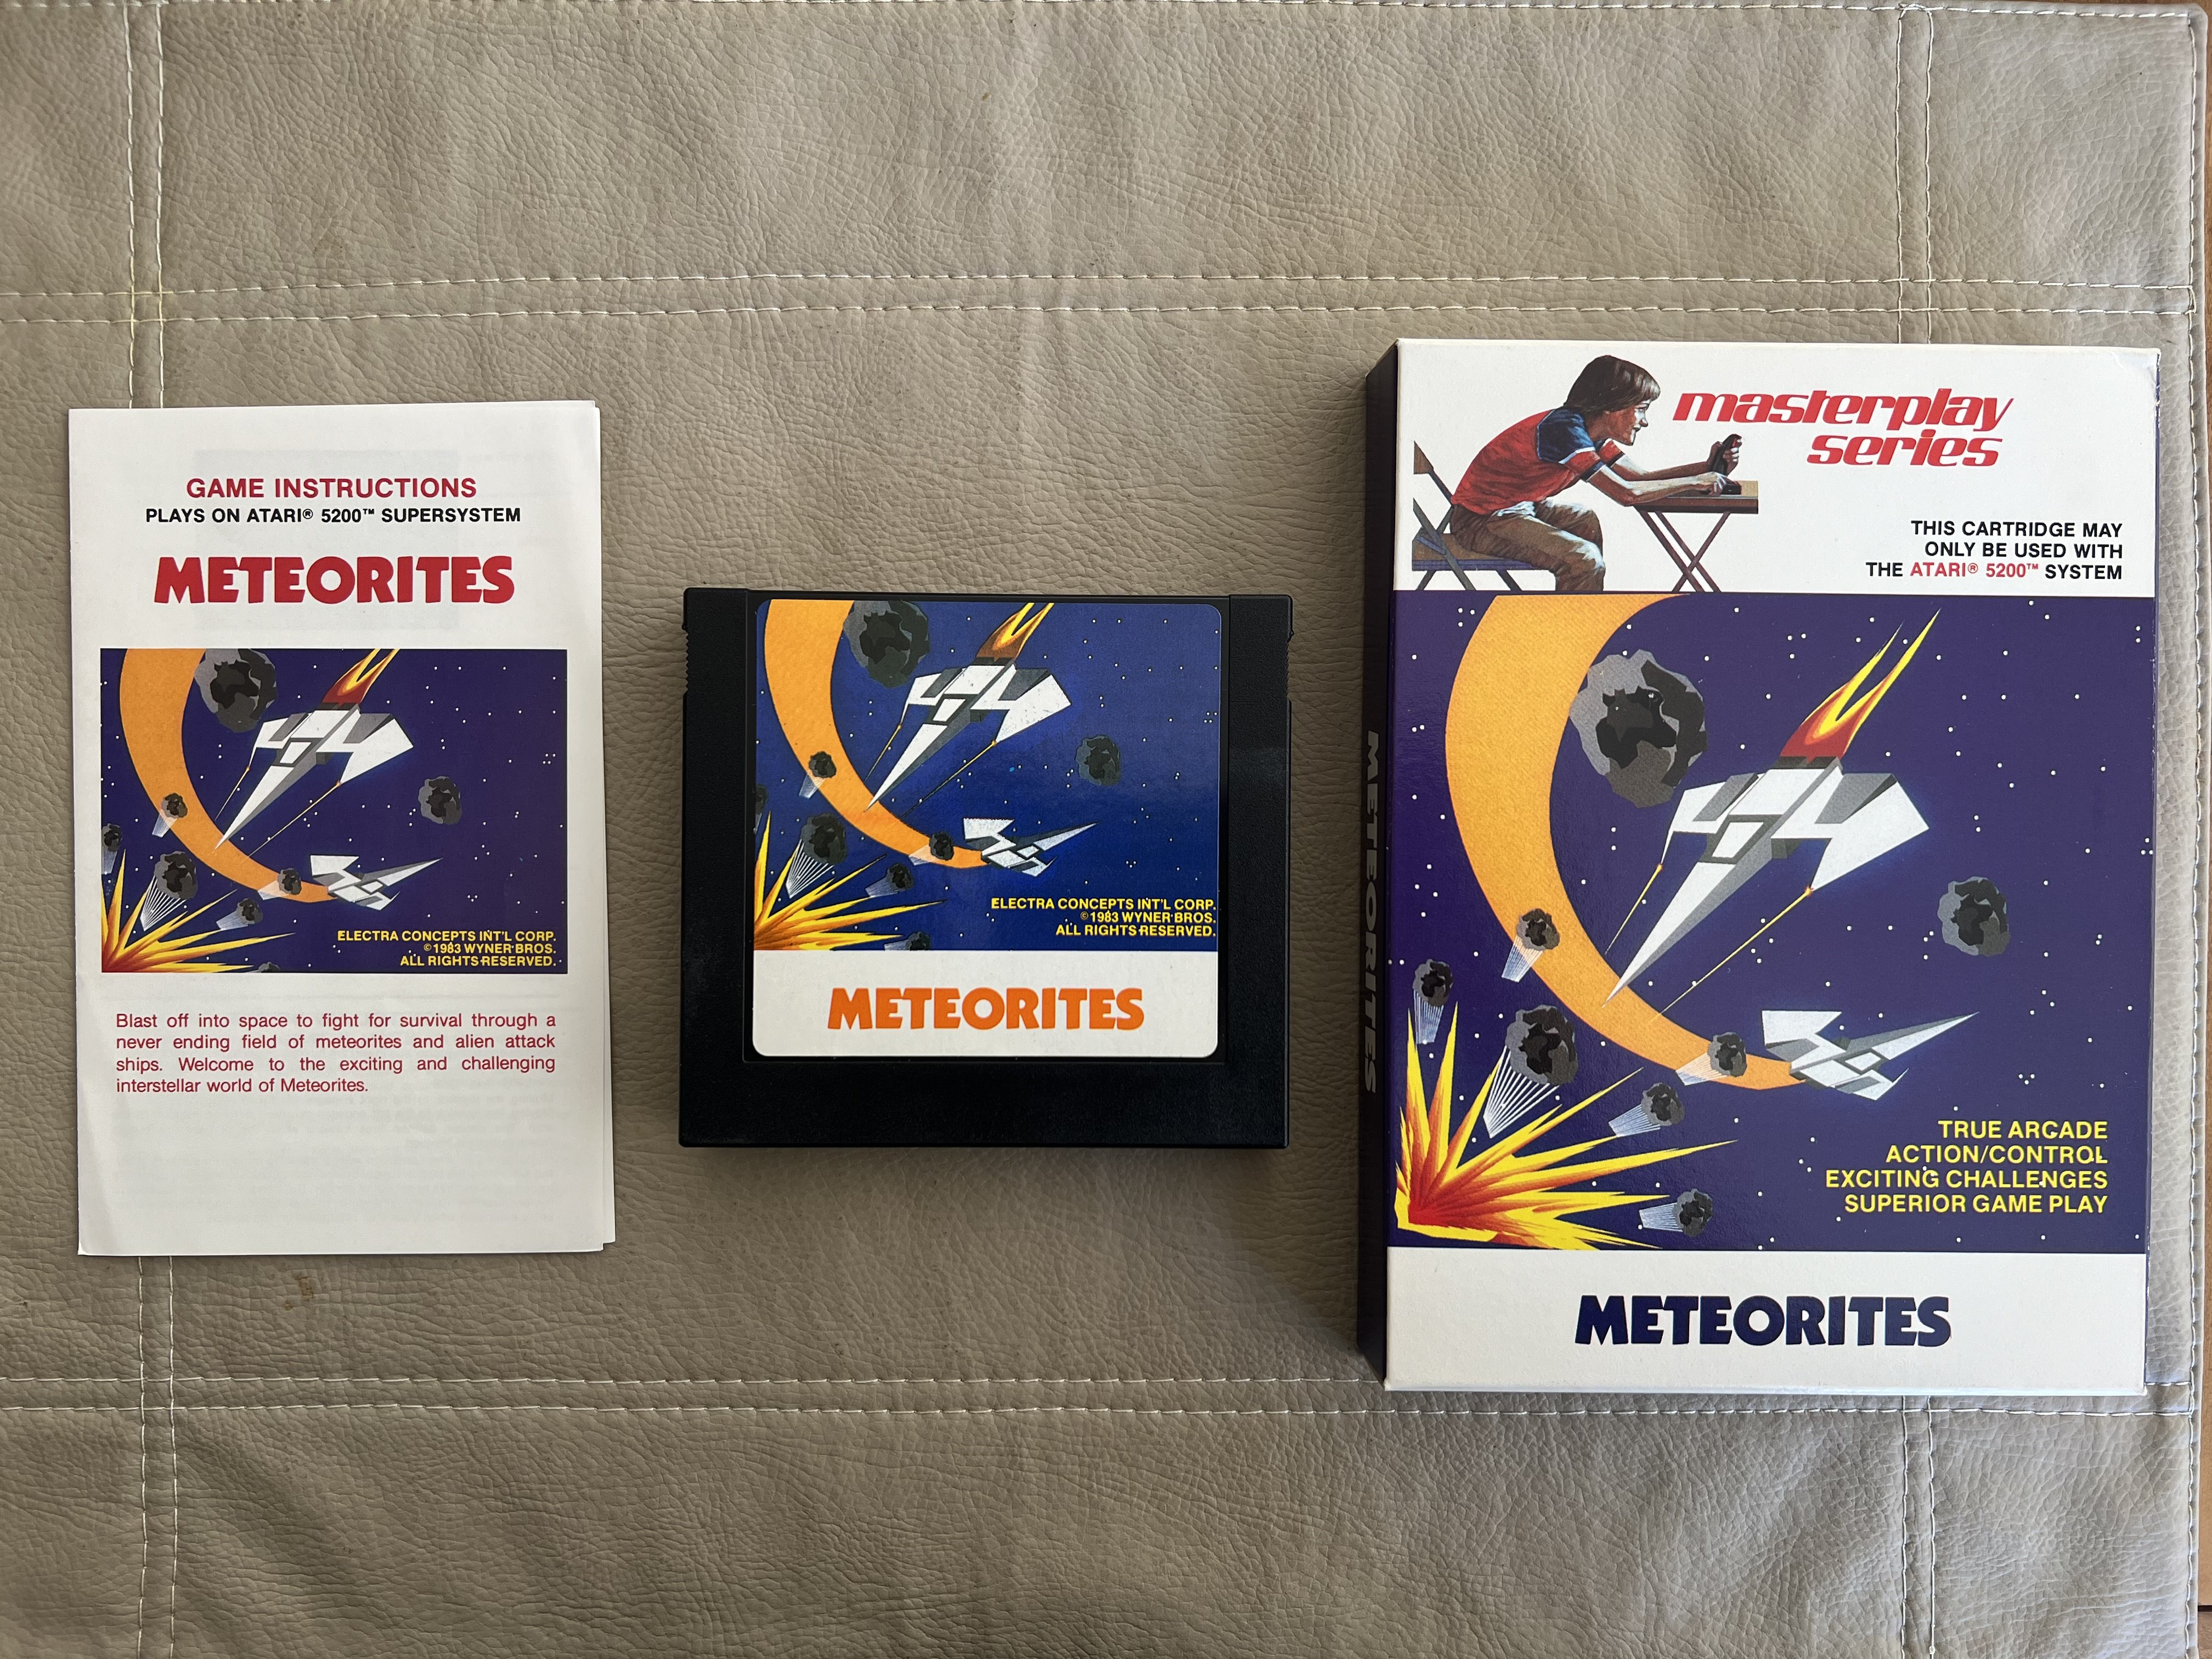 GAME INSTRUCTIONS
PLAYS ON ATARI® 5200™ SUPERSYSTEM
METEORITES
ELECTRA CONCEPTS INT'L CORP.
©1983 WYNER BROS.
ALL RIGHTS RESERVED.
Blast off into space to fight for survival through a
never ending field of meteorites and alien attack
ships. Welcome to the exciting and challenging
interstellar world of Meteorites.
ELECTRA CONCEPTS INT'L CORP.
©1983 WYNER BROS.
ALL RIGHTS RESERVED.
METEORITES
METEORITES
masterplay
series
THIS CARTRIDGE MAY
ONLY BE USED WITH
THE ATARI® 5200™ SYSTEM
TRUE ARCADE
ACTION/CONTROL
EXCITING CHALLENGES
SUPERIOR GAME PLAY
METEORITES